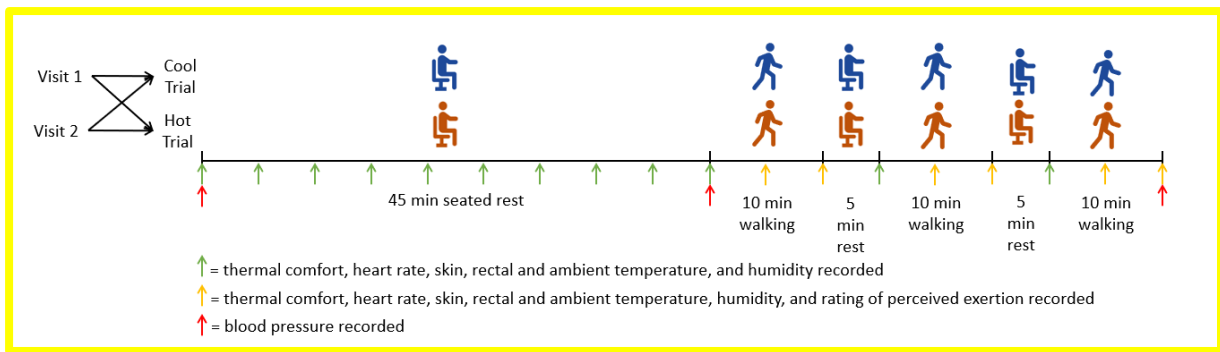 Visit 1
Visit 2
Cool
Trial
Hot
Trial
45 min seated rest
10 min
walking
5
min
rest
10 min
walking
5
min
rest
10 min
walking
= thermal comfort, heart rate, skin, rectal and ambient temperature, and humidity recorded
= thermal comfort, heart rate, skin, rectal and ambient temperature, humidity, and rating of perceived exertion recorded
= blood pressure recorded